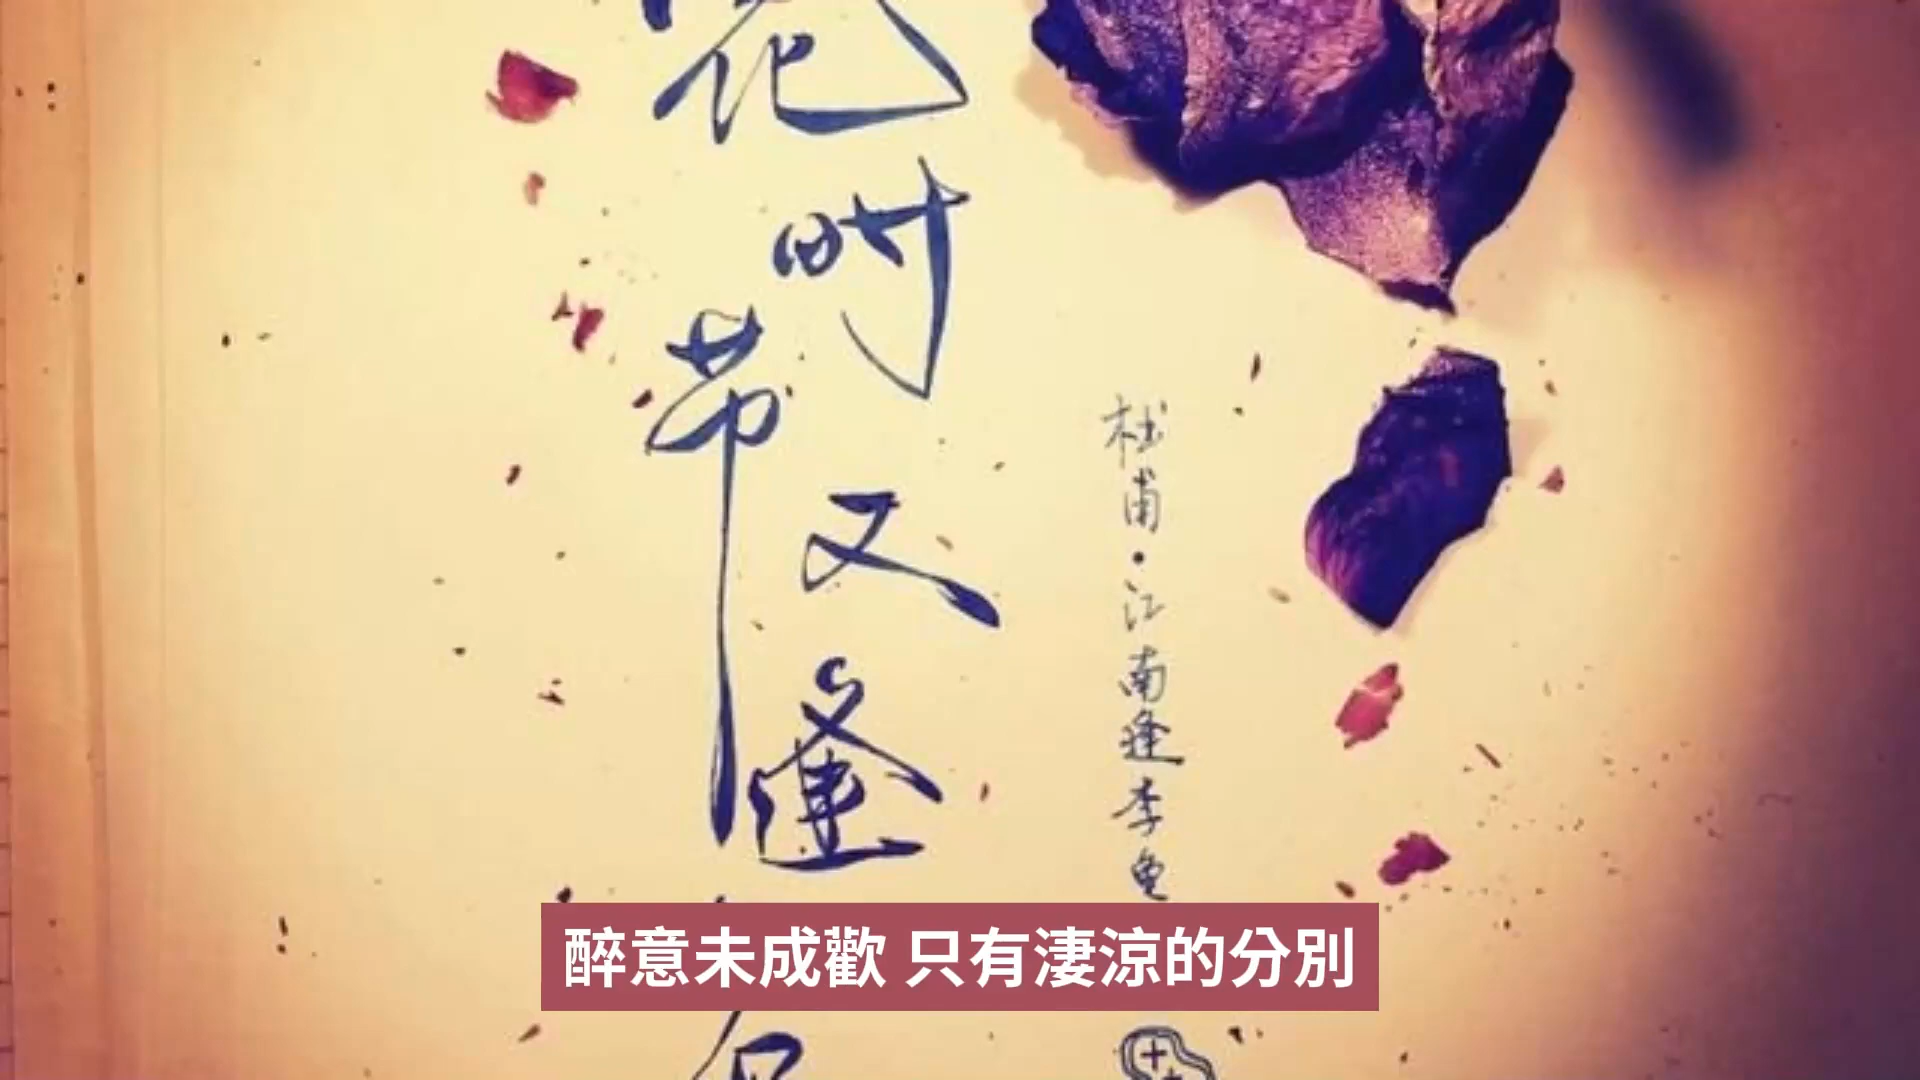 花时节又逢
杜甫·江南逢李龟
醉意未成歡 只有淒涼的分別